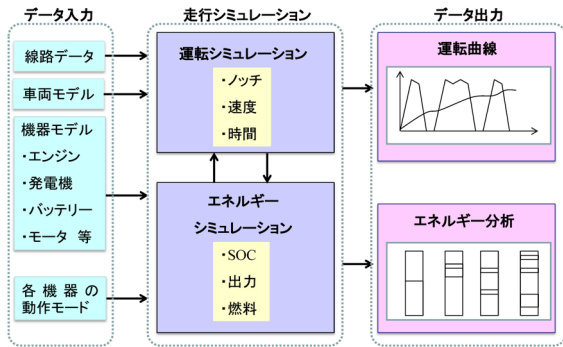 データ入力
走行シミュレーション
データ出力
線路データ
車両モデル
機器モデル
・エンジン
・発電機
・バッテリー
・モータ 等
各機器の
動作モード
運転シミュレーション
・ノッチ
・速度
・時間
エネルギー
シミュレーション
・SOC
・出力
・燃料
運転曲線
エネルギー分析